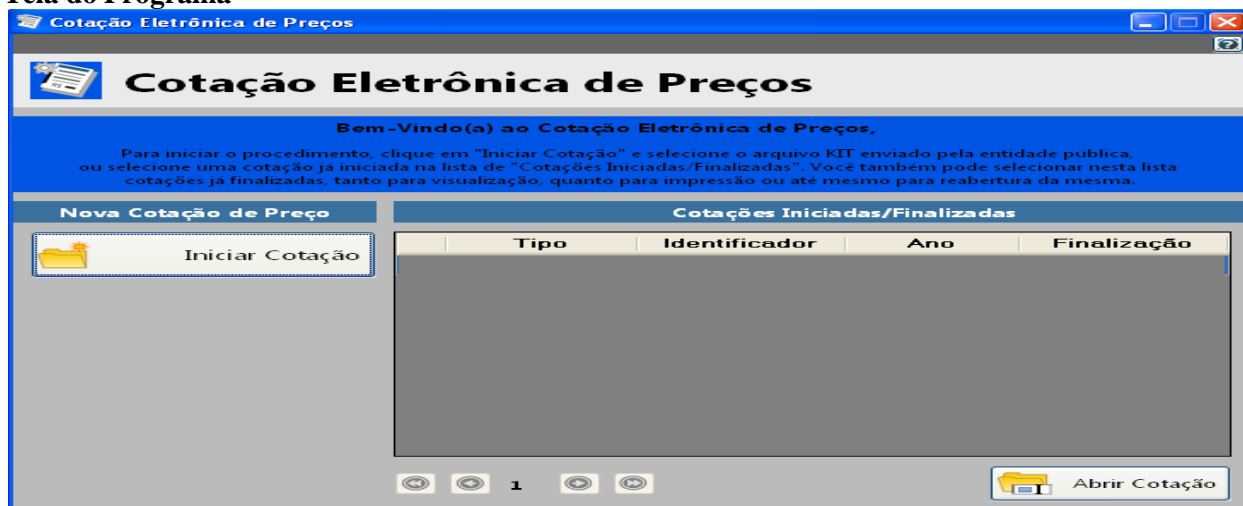 Tela do Programa
Cotação Eletrônica de Preços
Cotação Eletrônica de Preços
Bem-Vindo(a) ao Cotação Eletrônica de Preços,
Para iniciar o procedimento, clique em "Iniciar Cotação" e selecione o arquivo KIT enviado pela entidade pública,
ou selecione uma cotação já iniciada na lista de "Cotações Iniciadas/Finalizadas". Você também pode selecionar nesta lista
cotações já finalizadas, tanto para visualização, quanto para impressão ou até mesmo para reabertura da mesma.
Nova Cotação de Preço
Cotações Iniciadas/Finalizadas
Iniciar Cotação
Tipo Identificador Ano Finalização
1
Abrir Cotação